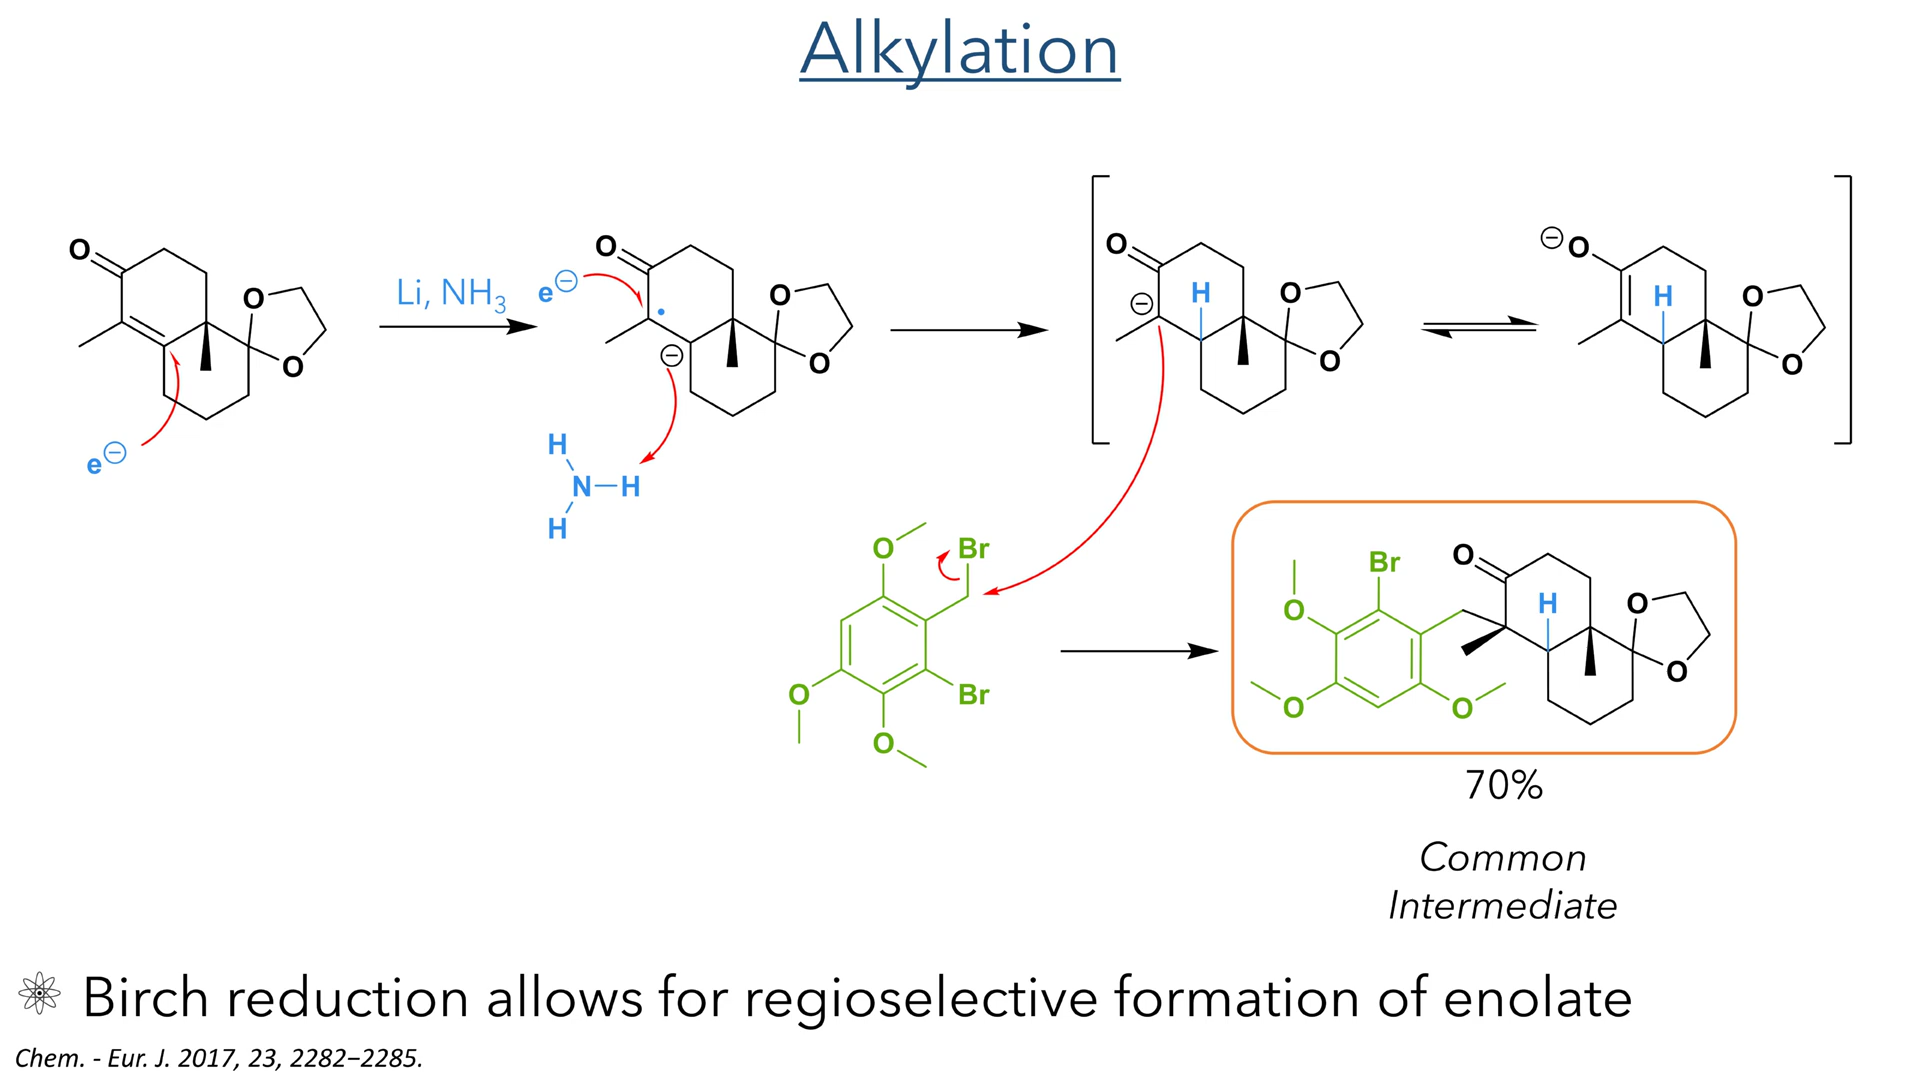 Alkylation
O
O
O
e⊖
Li, NH3
O
e⊖
O
O
⊖
H
N
H
H
O
⊖
H
O
O
⊖
O
H
O
O
O
Br
Br
O
O
Br
O
O
O
O
H
O
O
70%
Common
Intermediate
Birch reduction allows for regioselective formation of enolate
Chem. - Eur. J. 2017, 23, 2282−2285.